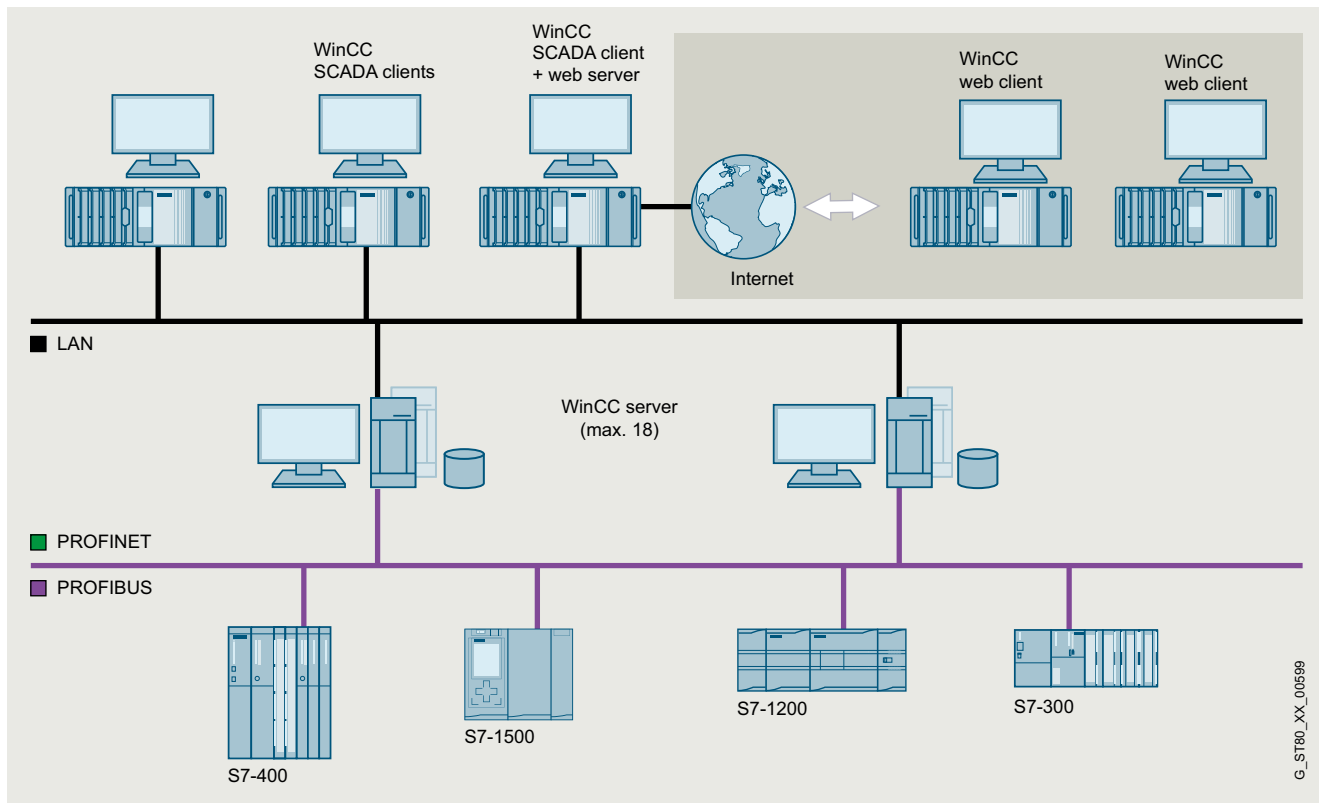 WinCC
SCADA clients
WinCC
SCADA client
+ web server
WinCC
web client
WinCC
web client
Internet
LAN
WinCC server
(max. 18)
PROFINET
PROFIBUS
S7-400
S7-1500
S7-1200
S7-300
G_ST80_XX_00599